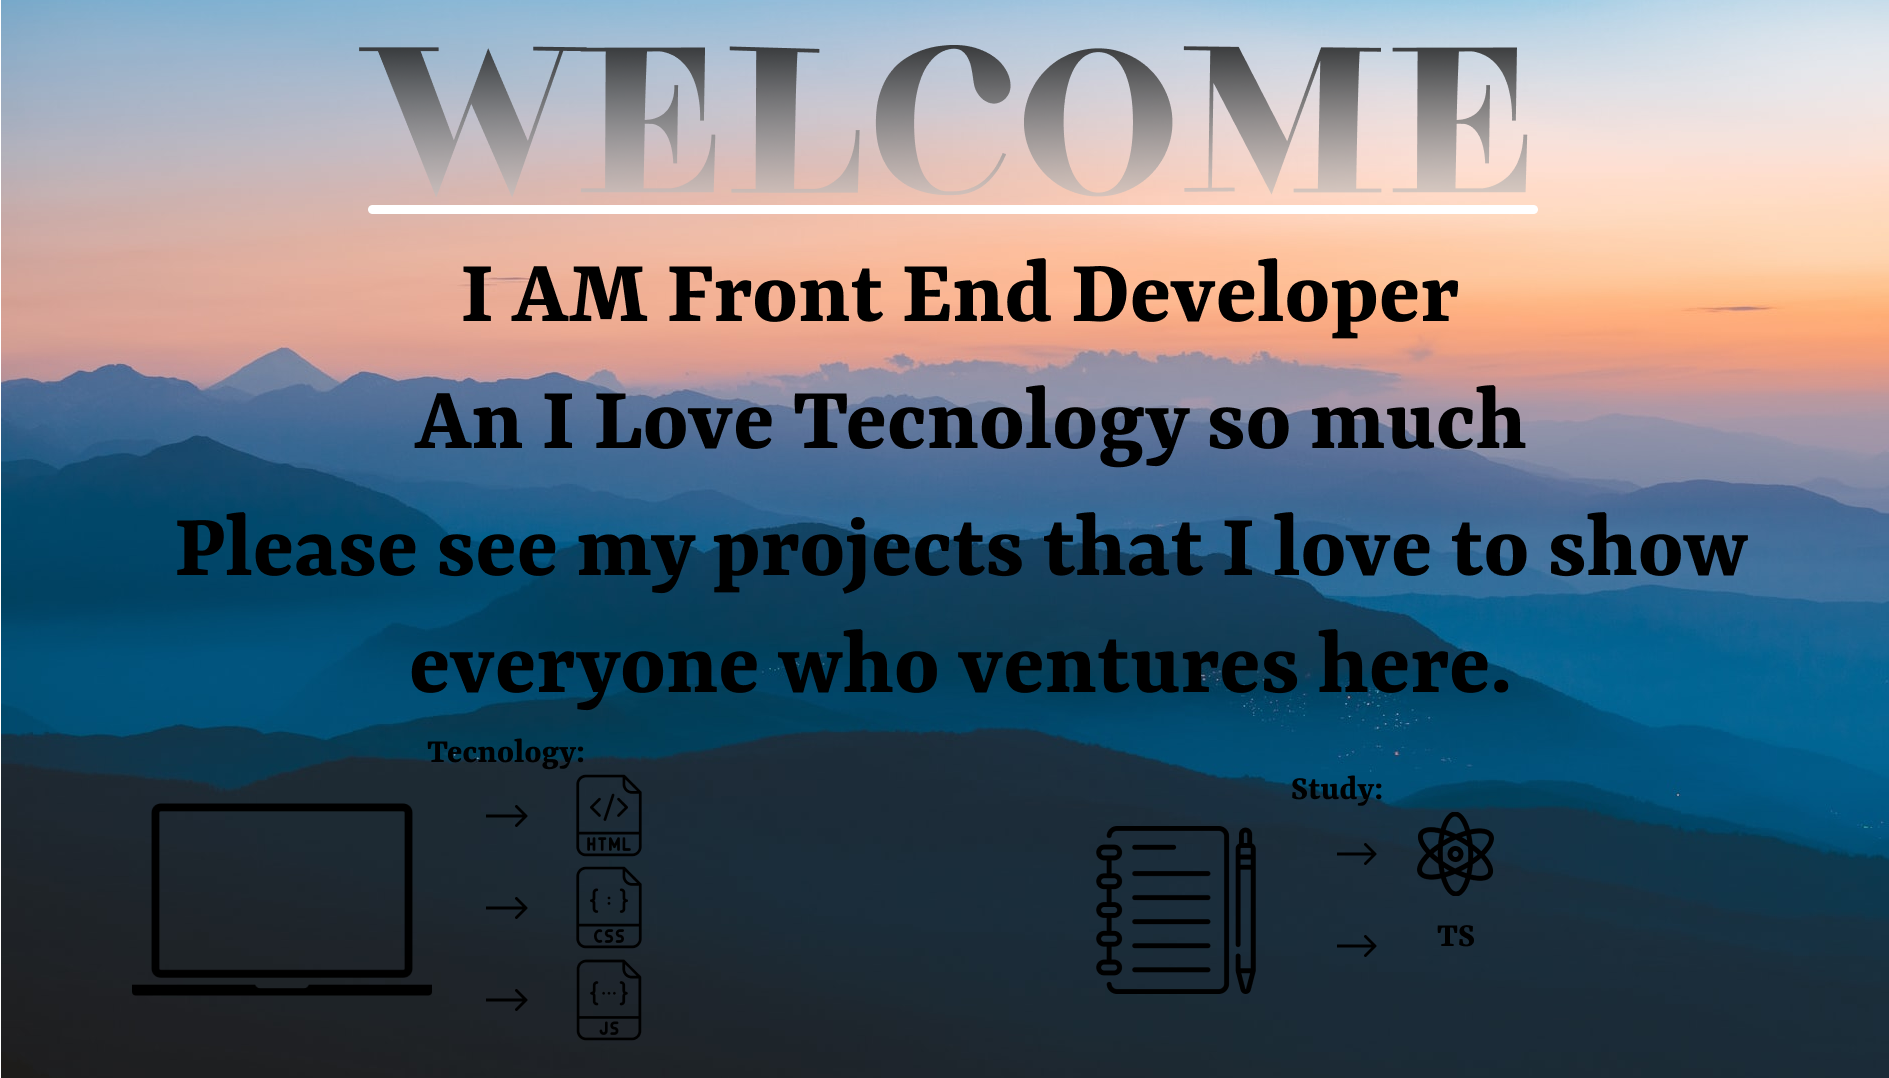 WELCOME
I AM Front End Developer
An I Love Tecnology so much
Please see my projects that I love to show
everyone who ventures here.
Tecnology:
HTML
CSS
JS
Study:
TS